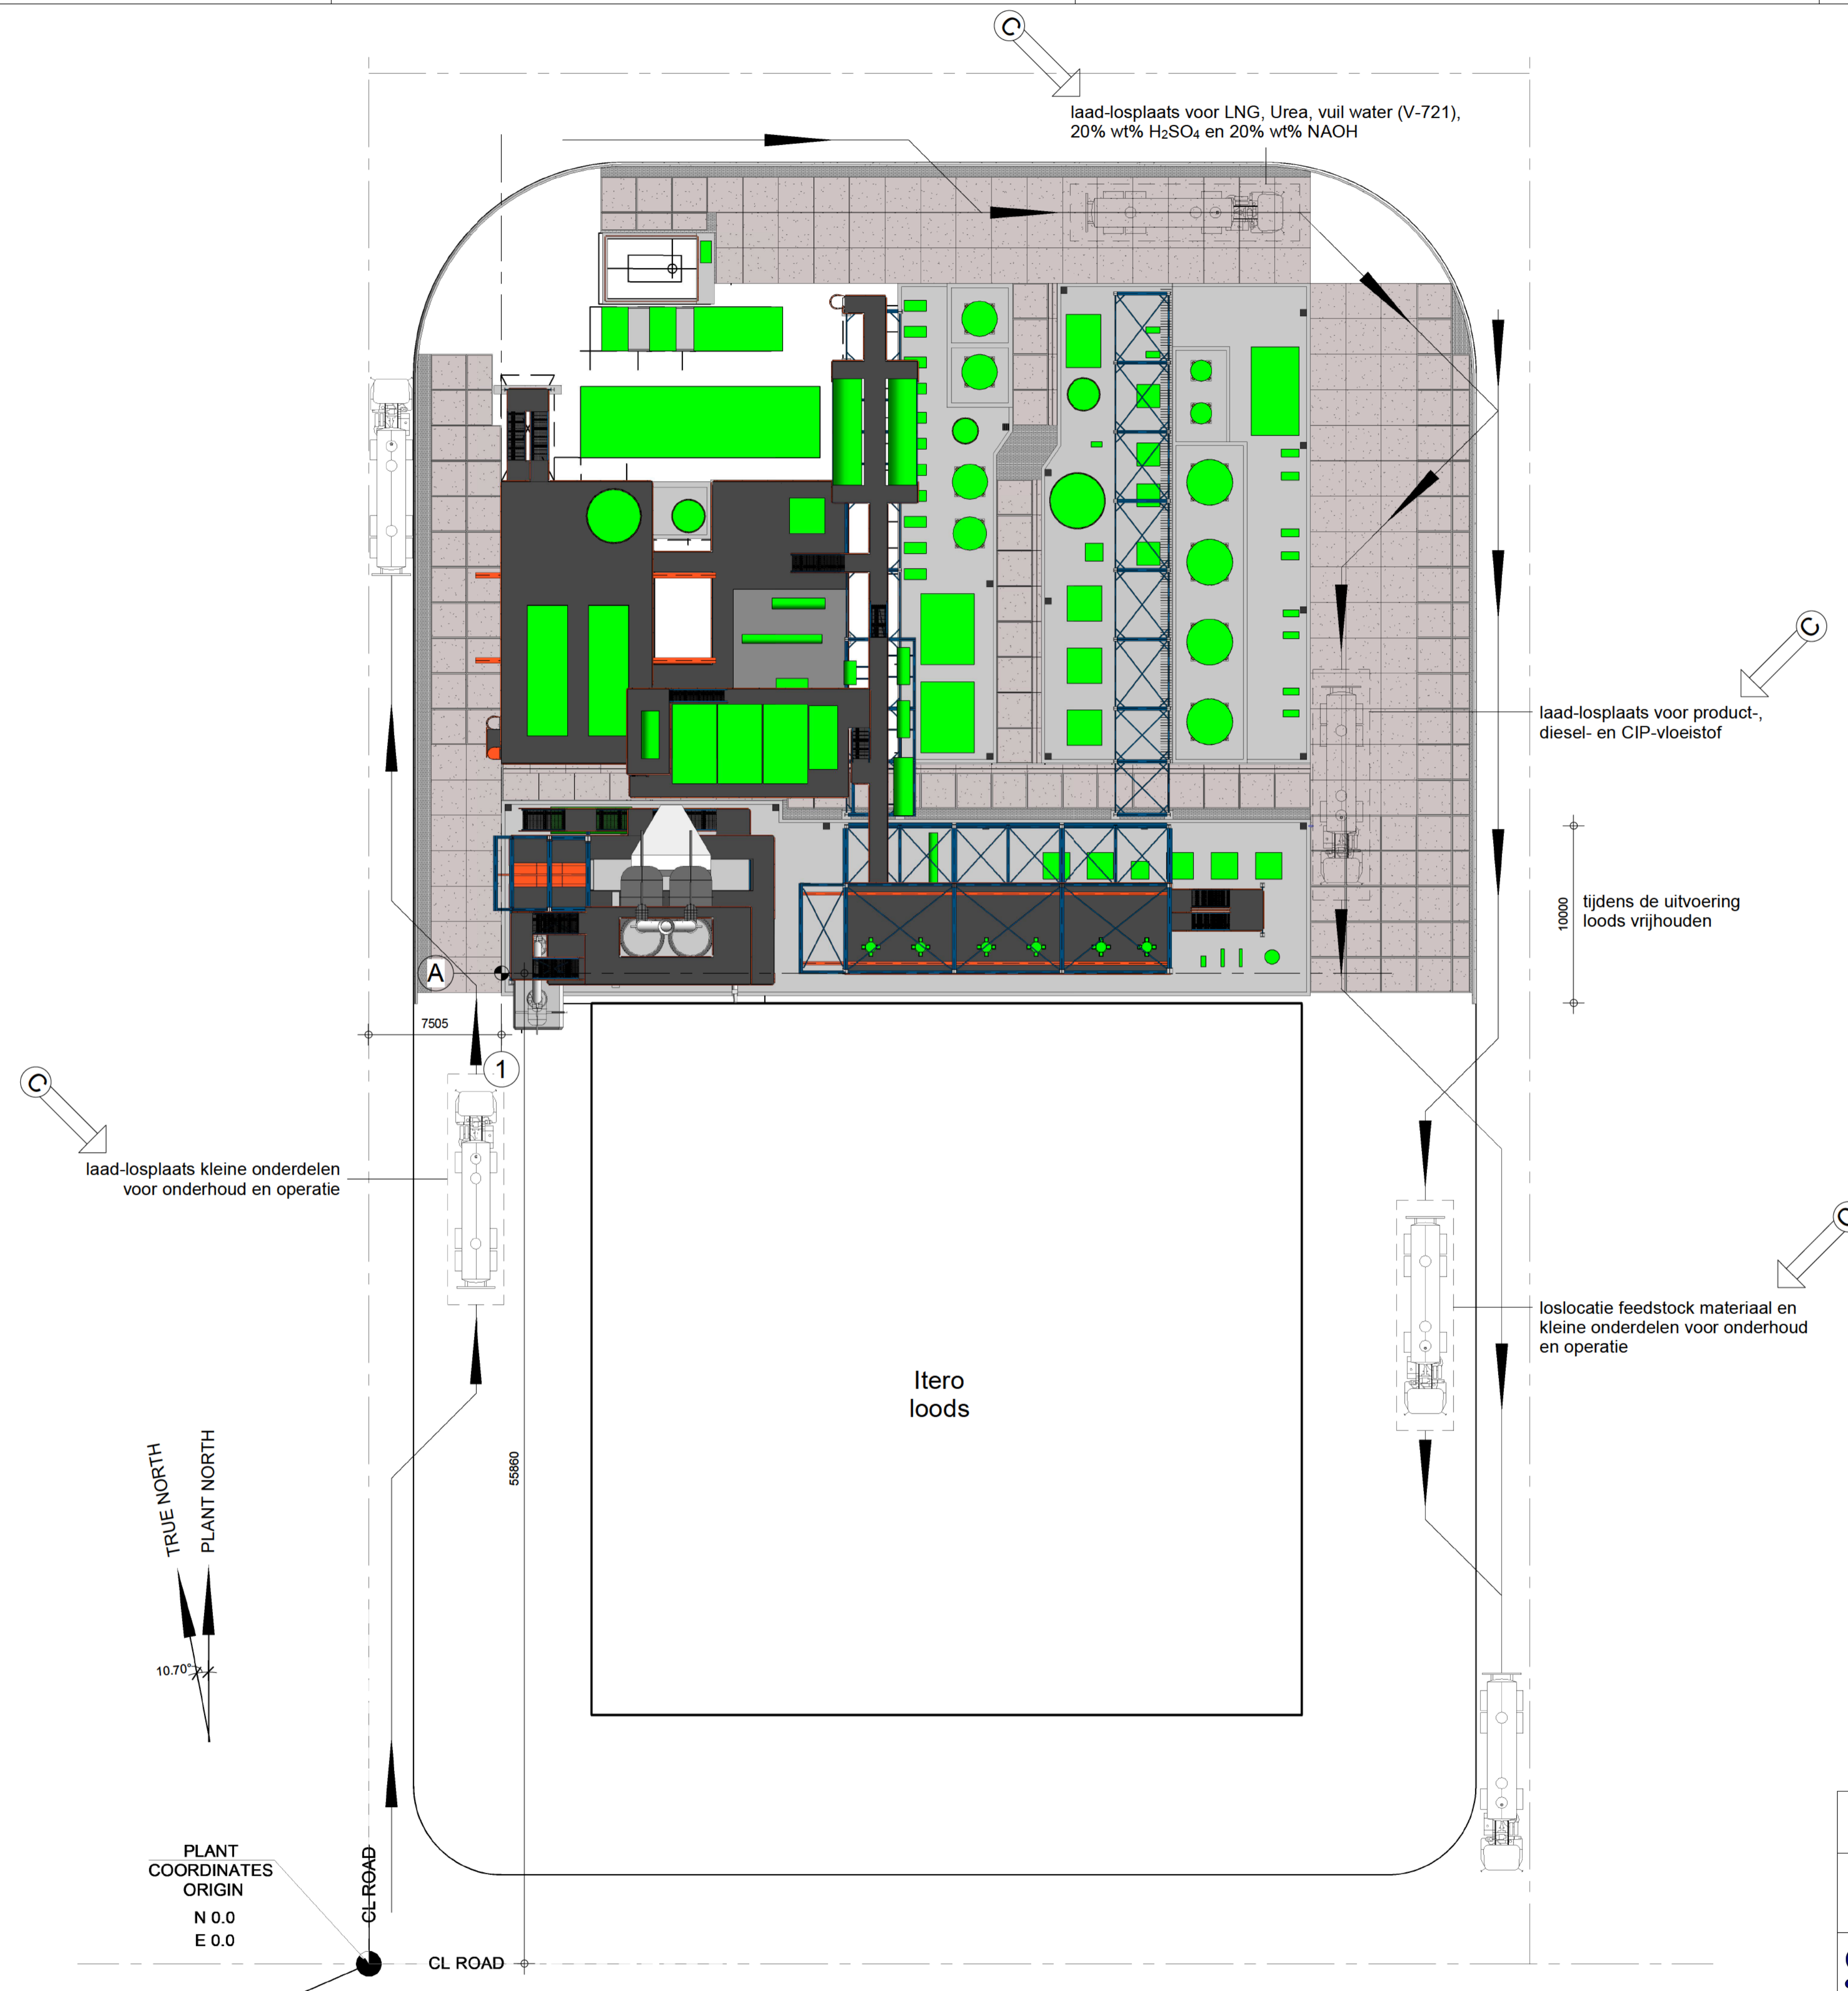 C
laad-losplaats voor LNG, Urea, vuil water (V-721),
20% wt% H₂SO₄ en 20% wt% NAOH
C
laad-losplaats voor product-,
diesel- en CIP-vloeistof
10000
tijdens de uitvoering
loods vrijhouden
A
7505
1
C
laad-losplaats kleine onderdelen
voor onderhoud en operatie
C
loslocatie feedstock materiaal en
kleine onderdelen voor onderhoud
en operatie
Itero
loods
55860
TRUE NORTH
PLANT NORTH
10.70°
PLANT
COORDINATES
ORIGIN
N 0.0
E 0.0
CL ROAD
CL ROAD